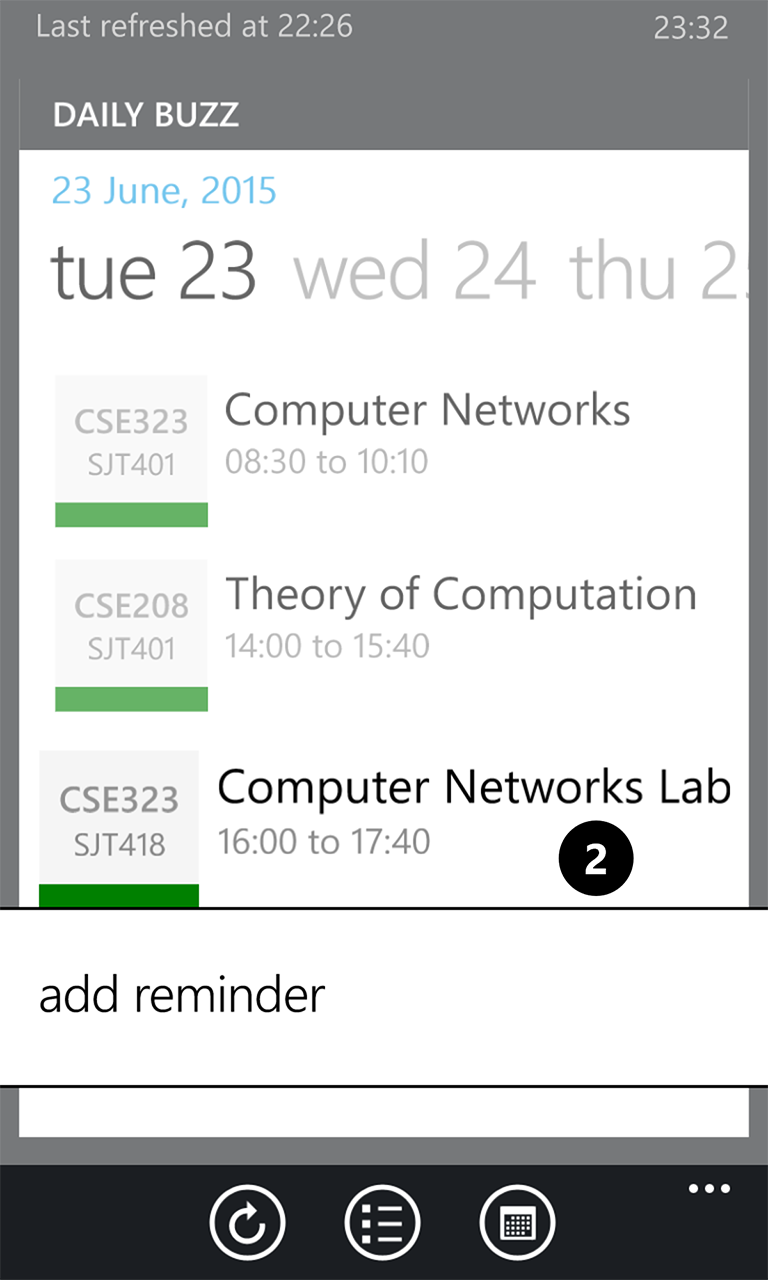 Last refreshed at 22:26
23:32
DAILY BUZZ
23 June, 2015
tue 23 wed 24 thu 25
CSE323
SJT401
Computer Networks
08:30 to 10:10
CSE208
SJT401
Theory of Computation
14:00 to 15:40
CSE323
SJT418
Computer Networks Lab
16:00 to 17:40
2
add reminder